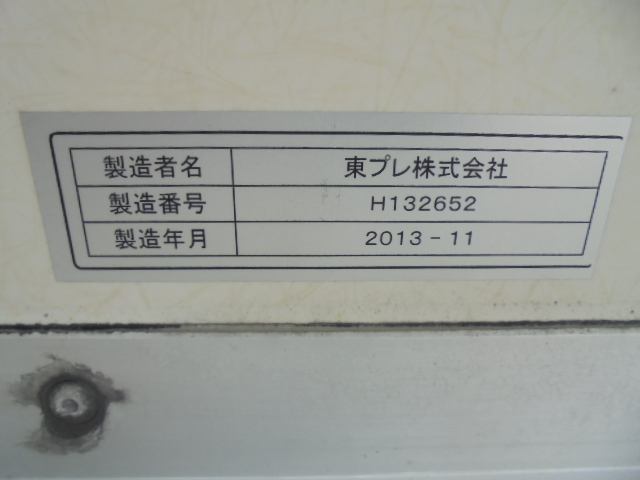 製造者名 東プレ株式会社
製造番号 H132652
製造年月 2013-11